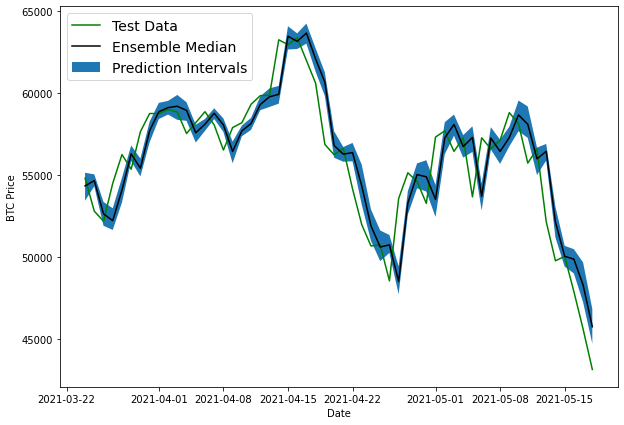 65000
60000
55000
50000
45000
BTC Price
Test Data
Ensemble Median
Prediction Intervals
2021-03-22
2021-04-01
2021-04-08
2021-04-15
2021-04-22
2021-05-01
2021-05-08
2021-05-15
Date